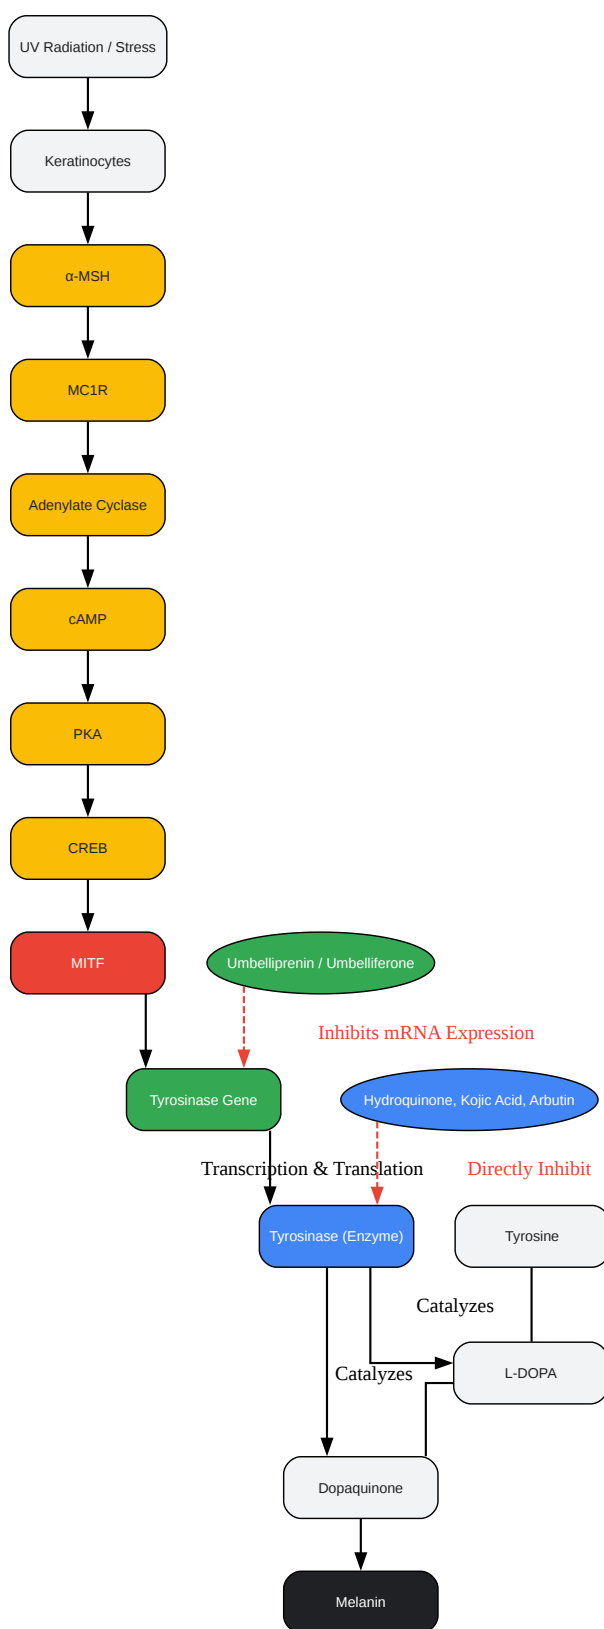 UV Radiation / Stress
Keratinocytes
α-MSH
MC1R
Adenylate Cyclase
cAMP
PKA
CREB
MITF
Umbelliprenin / Umbelliferone
Inhibits mRNA Expression
Tyrosinase Gene
Hydroquinone, Kojic Acid, Arbutin
Transcription & Translation
Directly Inhibit
Tyrosinase (Enzyme)
Tyrosine
Catalyzes
L-DOPA
Catalyzes
Dopaquinone
Melanin